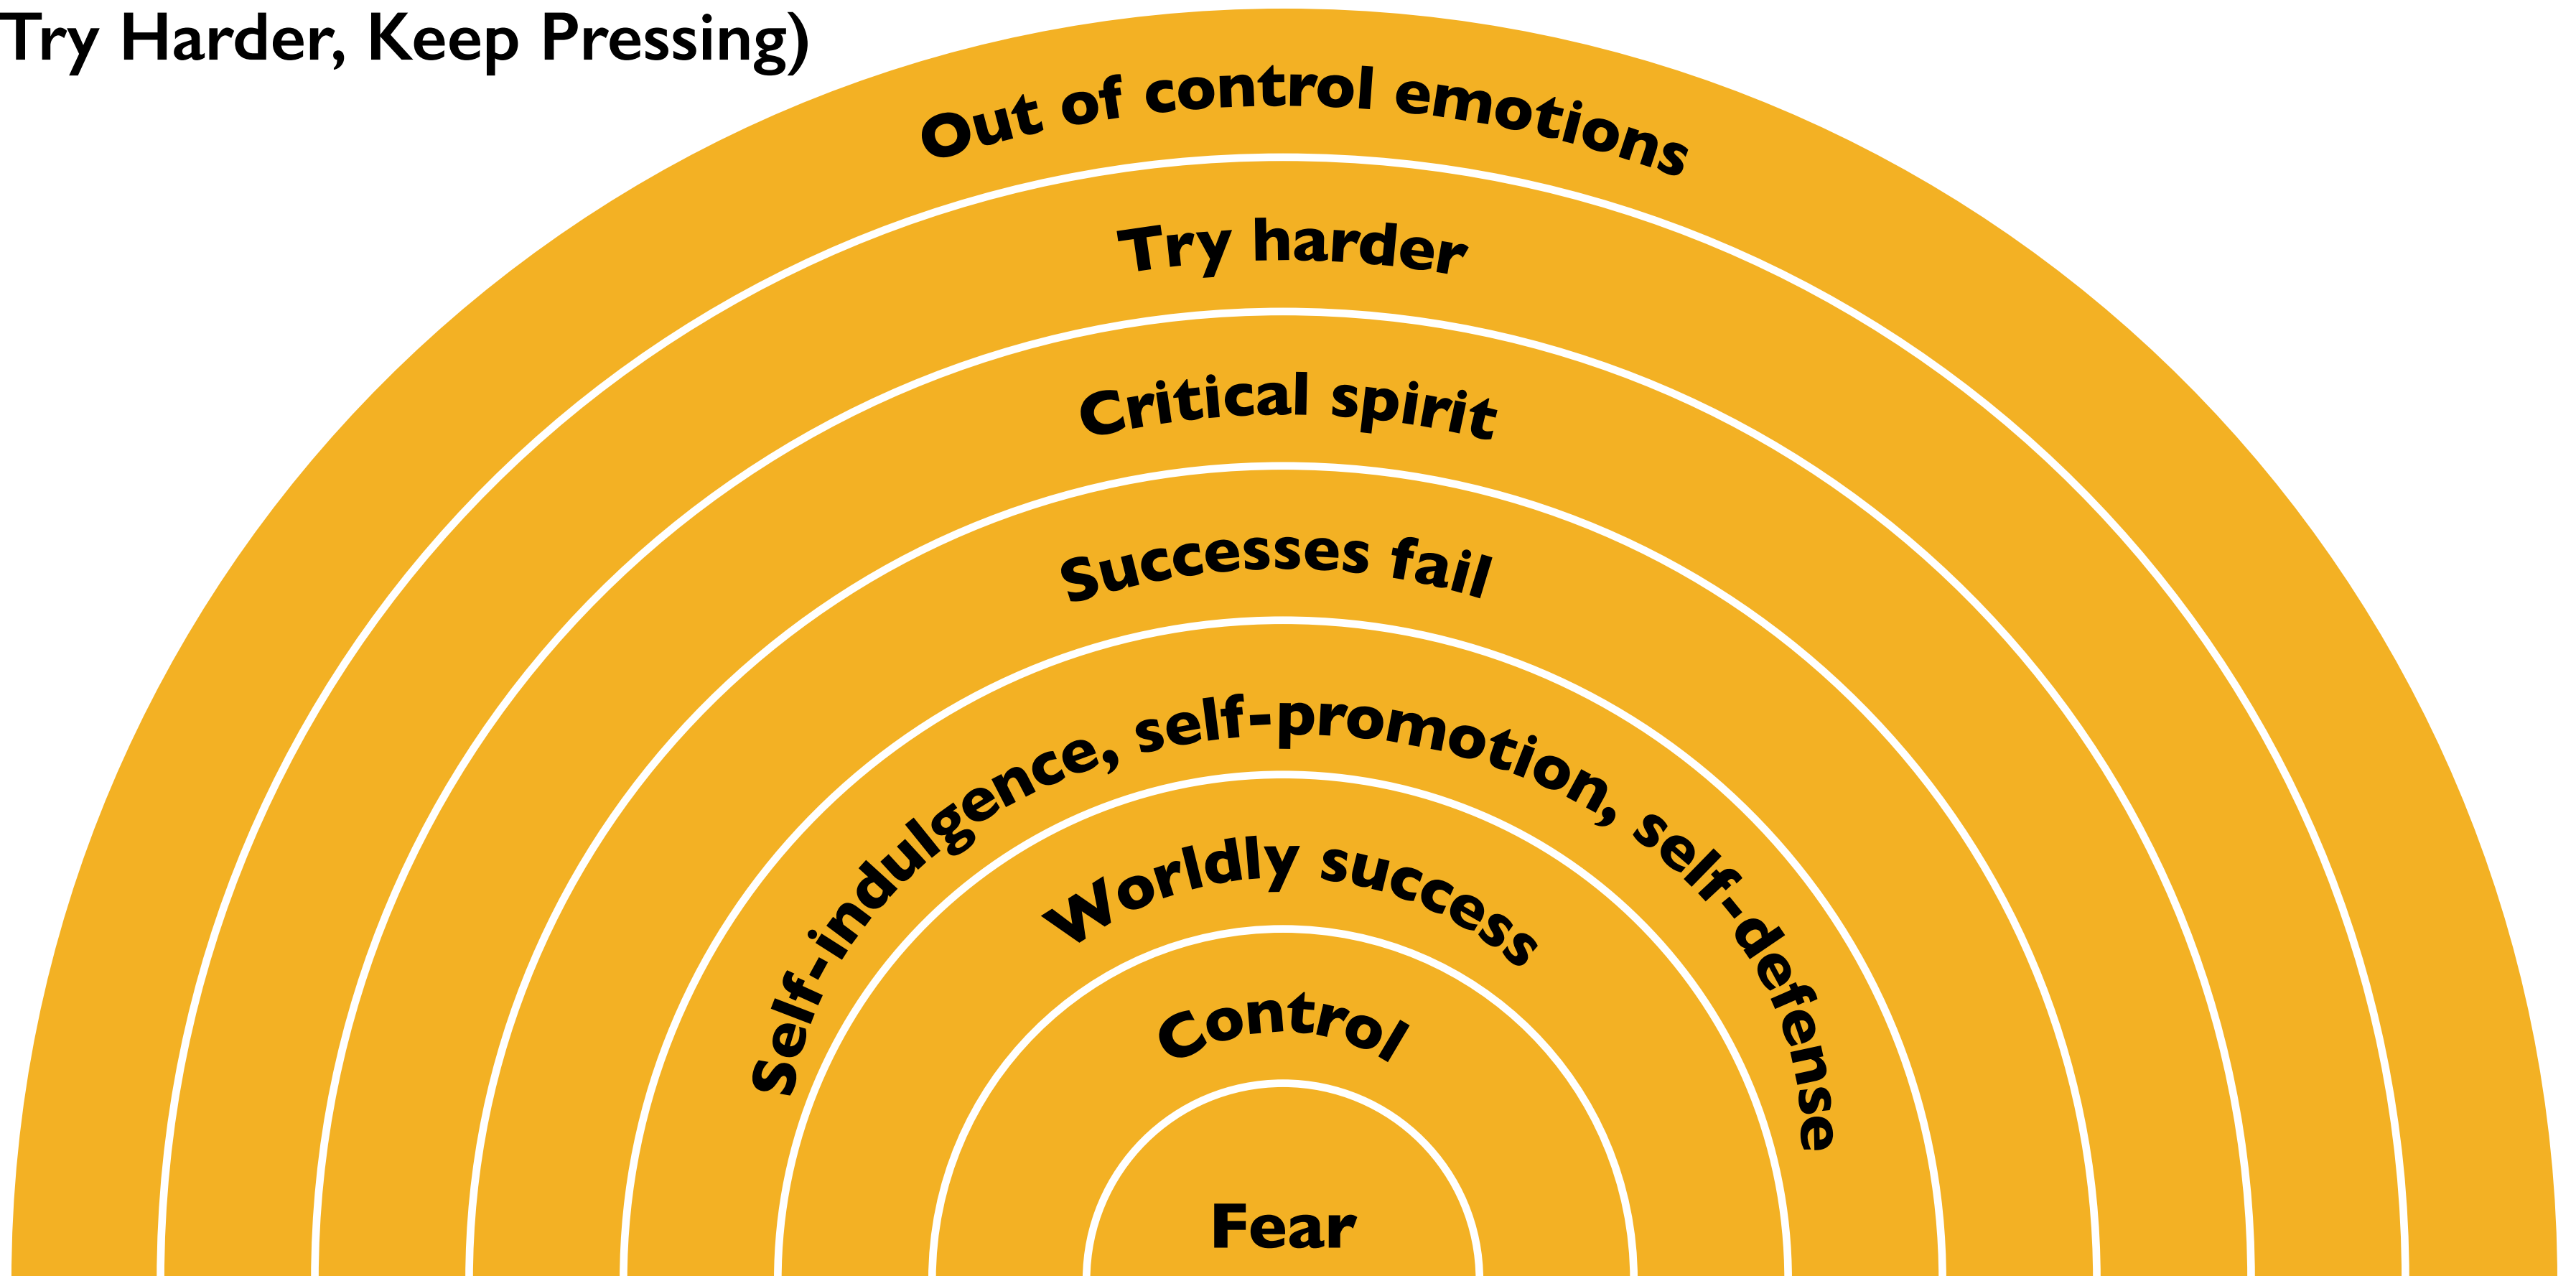 Try Harder, Keep Pressing)
Out of control emotions
Try harder
Critical spirit
Successes fail
Self-indulgence, self-promotion, self-defense
Worldly success
Control
Fear